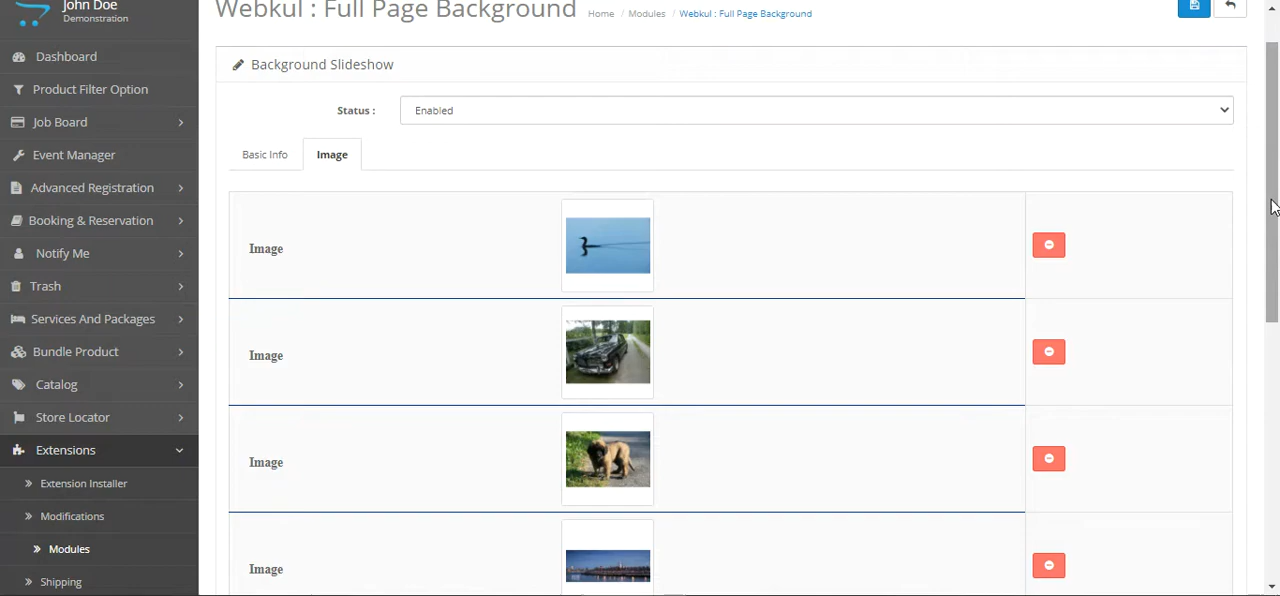 John Doe
Demonstration
Dashboard
Product Filter Option
Job Board
Event Manager
Advanced Registration
Booking & Reservation
Notify Me
Trash
Services And Packages
Bundle Product
Catalog
Store Locator
Extensions
Extension Installer
Modifications
Modules
Shipping
Webkul : Full Page Background
Home / Modules / Webkul : Full Page Background
Background Slideshow
Status : Enabled
Basic Info Image
Image
Image
Image
Image